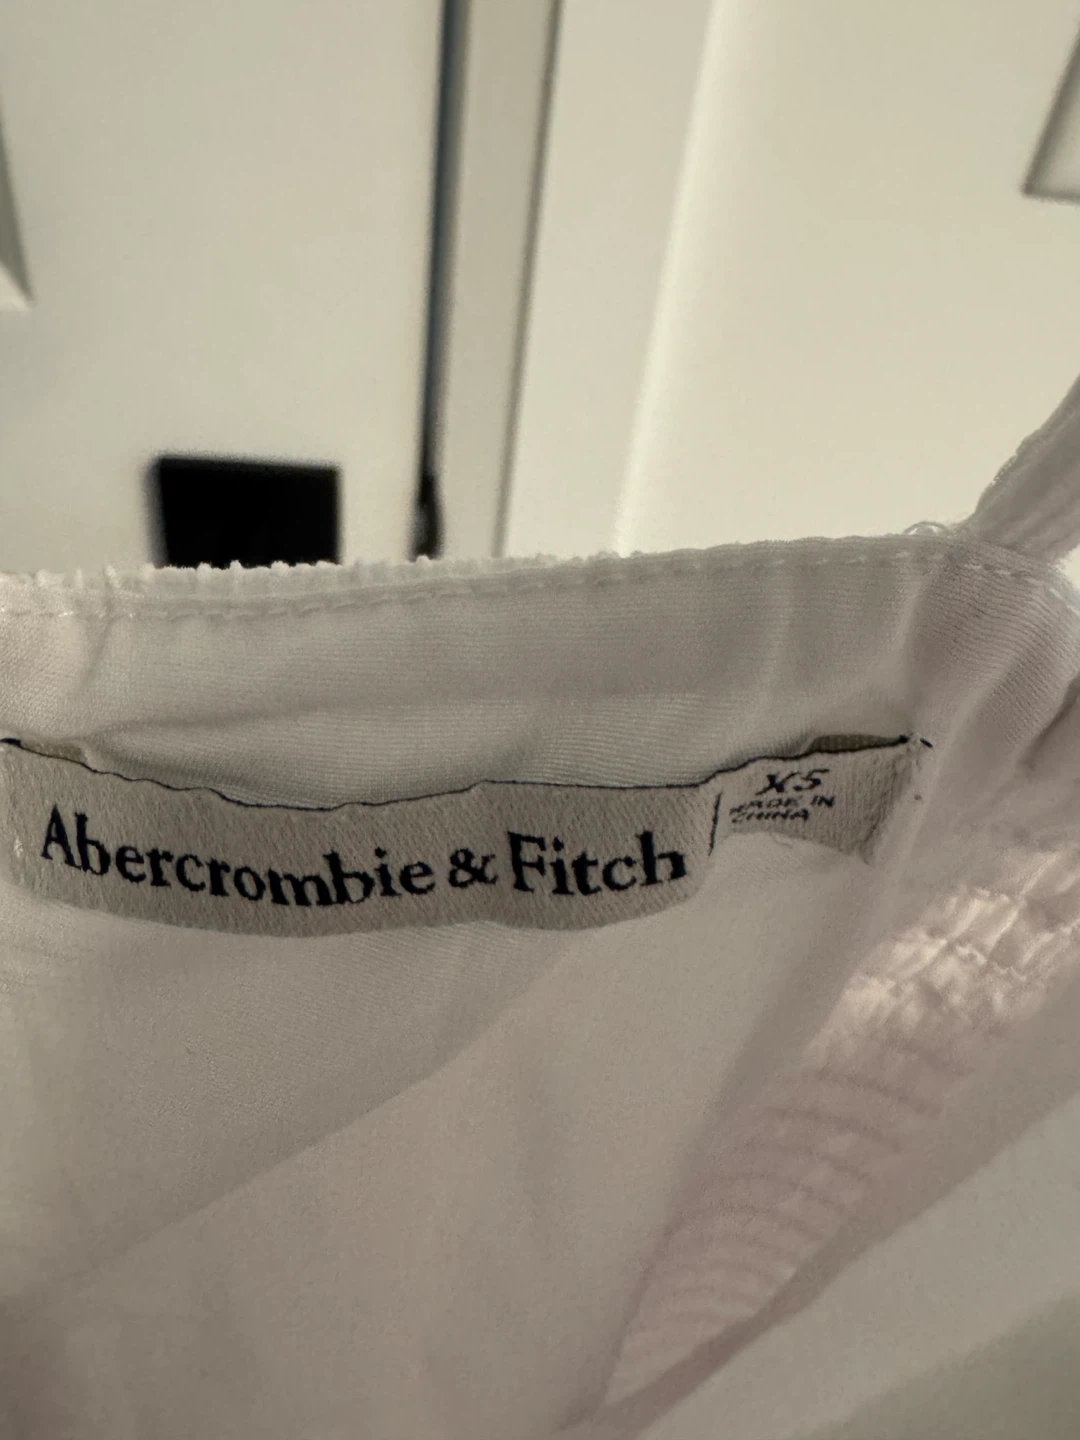 Abercrombie & Fitch
XS
MADE IN
CHINA